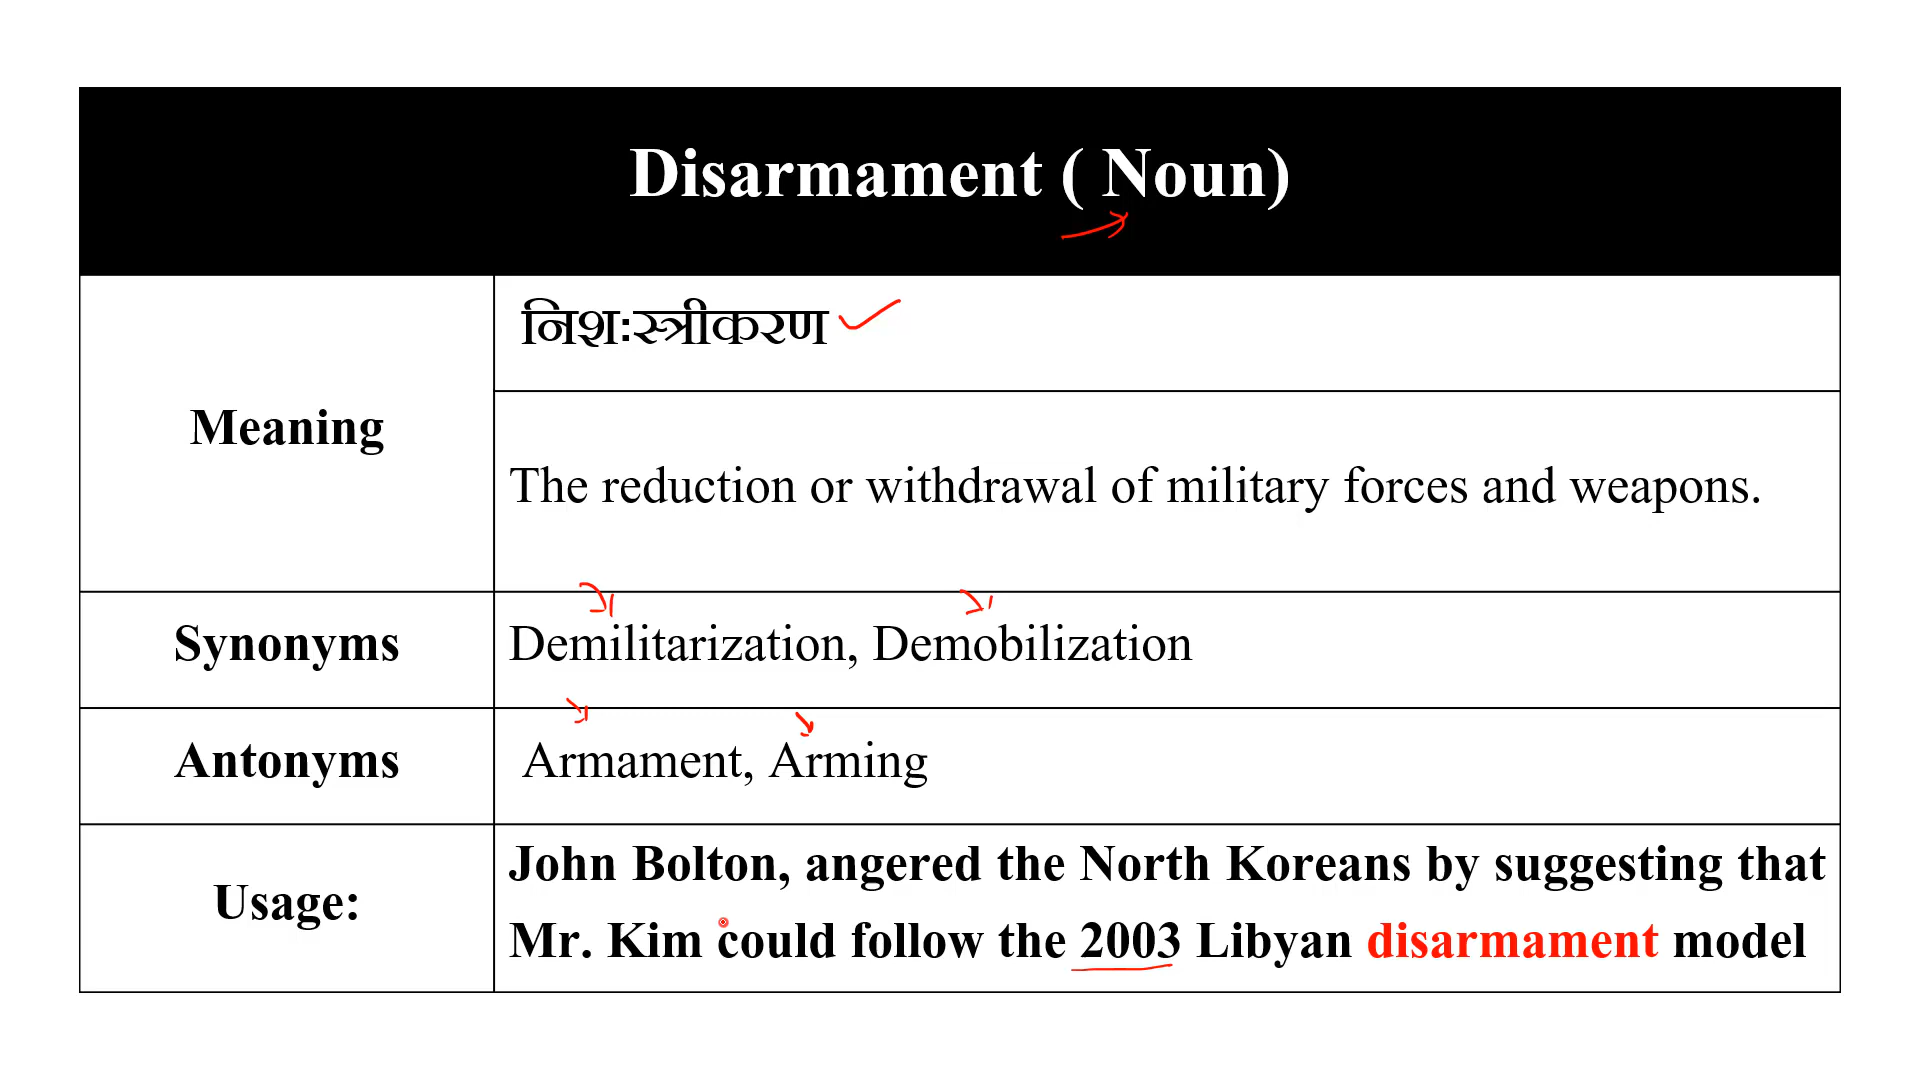 Disarmament ( Noun)
Meaning
निशःस्त्रीकरण
The reduction or withdrawal of military forces and weapons.
Synonyms
Demilitarization, Demobilization
Antonyms
Armament, Arming
Usage:
John Bolton, angered the North Koreans by suggesting that
Mr. Kim could follow the 2003 Libyan disarmament model